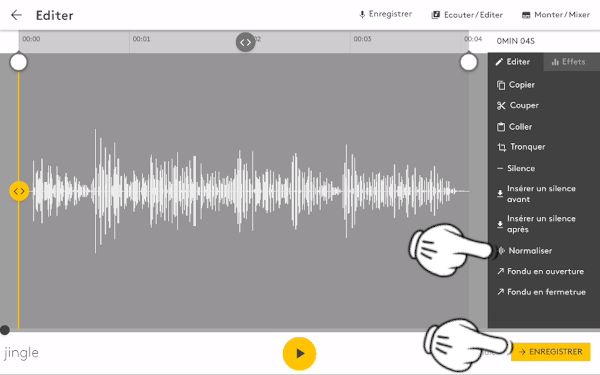 Editer
Enregistrer
Ecouter/Editer
Monter/Mixer
00:00
00:01
00:03
00:04
0MIN 04S
Editer
Effets
Copier
Couper
Coller
Tronquer
Silence
Insérer un silence
avant
Insérer un silence
après
Normaliser
Fondu en ouverture
Fondu en fermetrue
jingle
ENREGISTRER